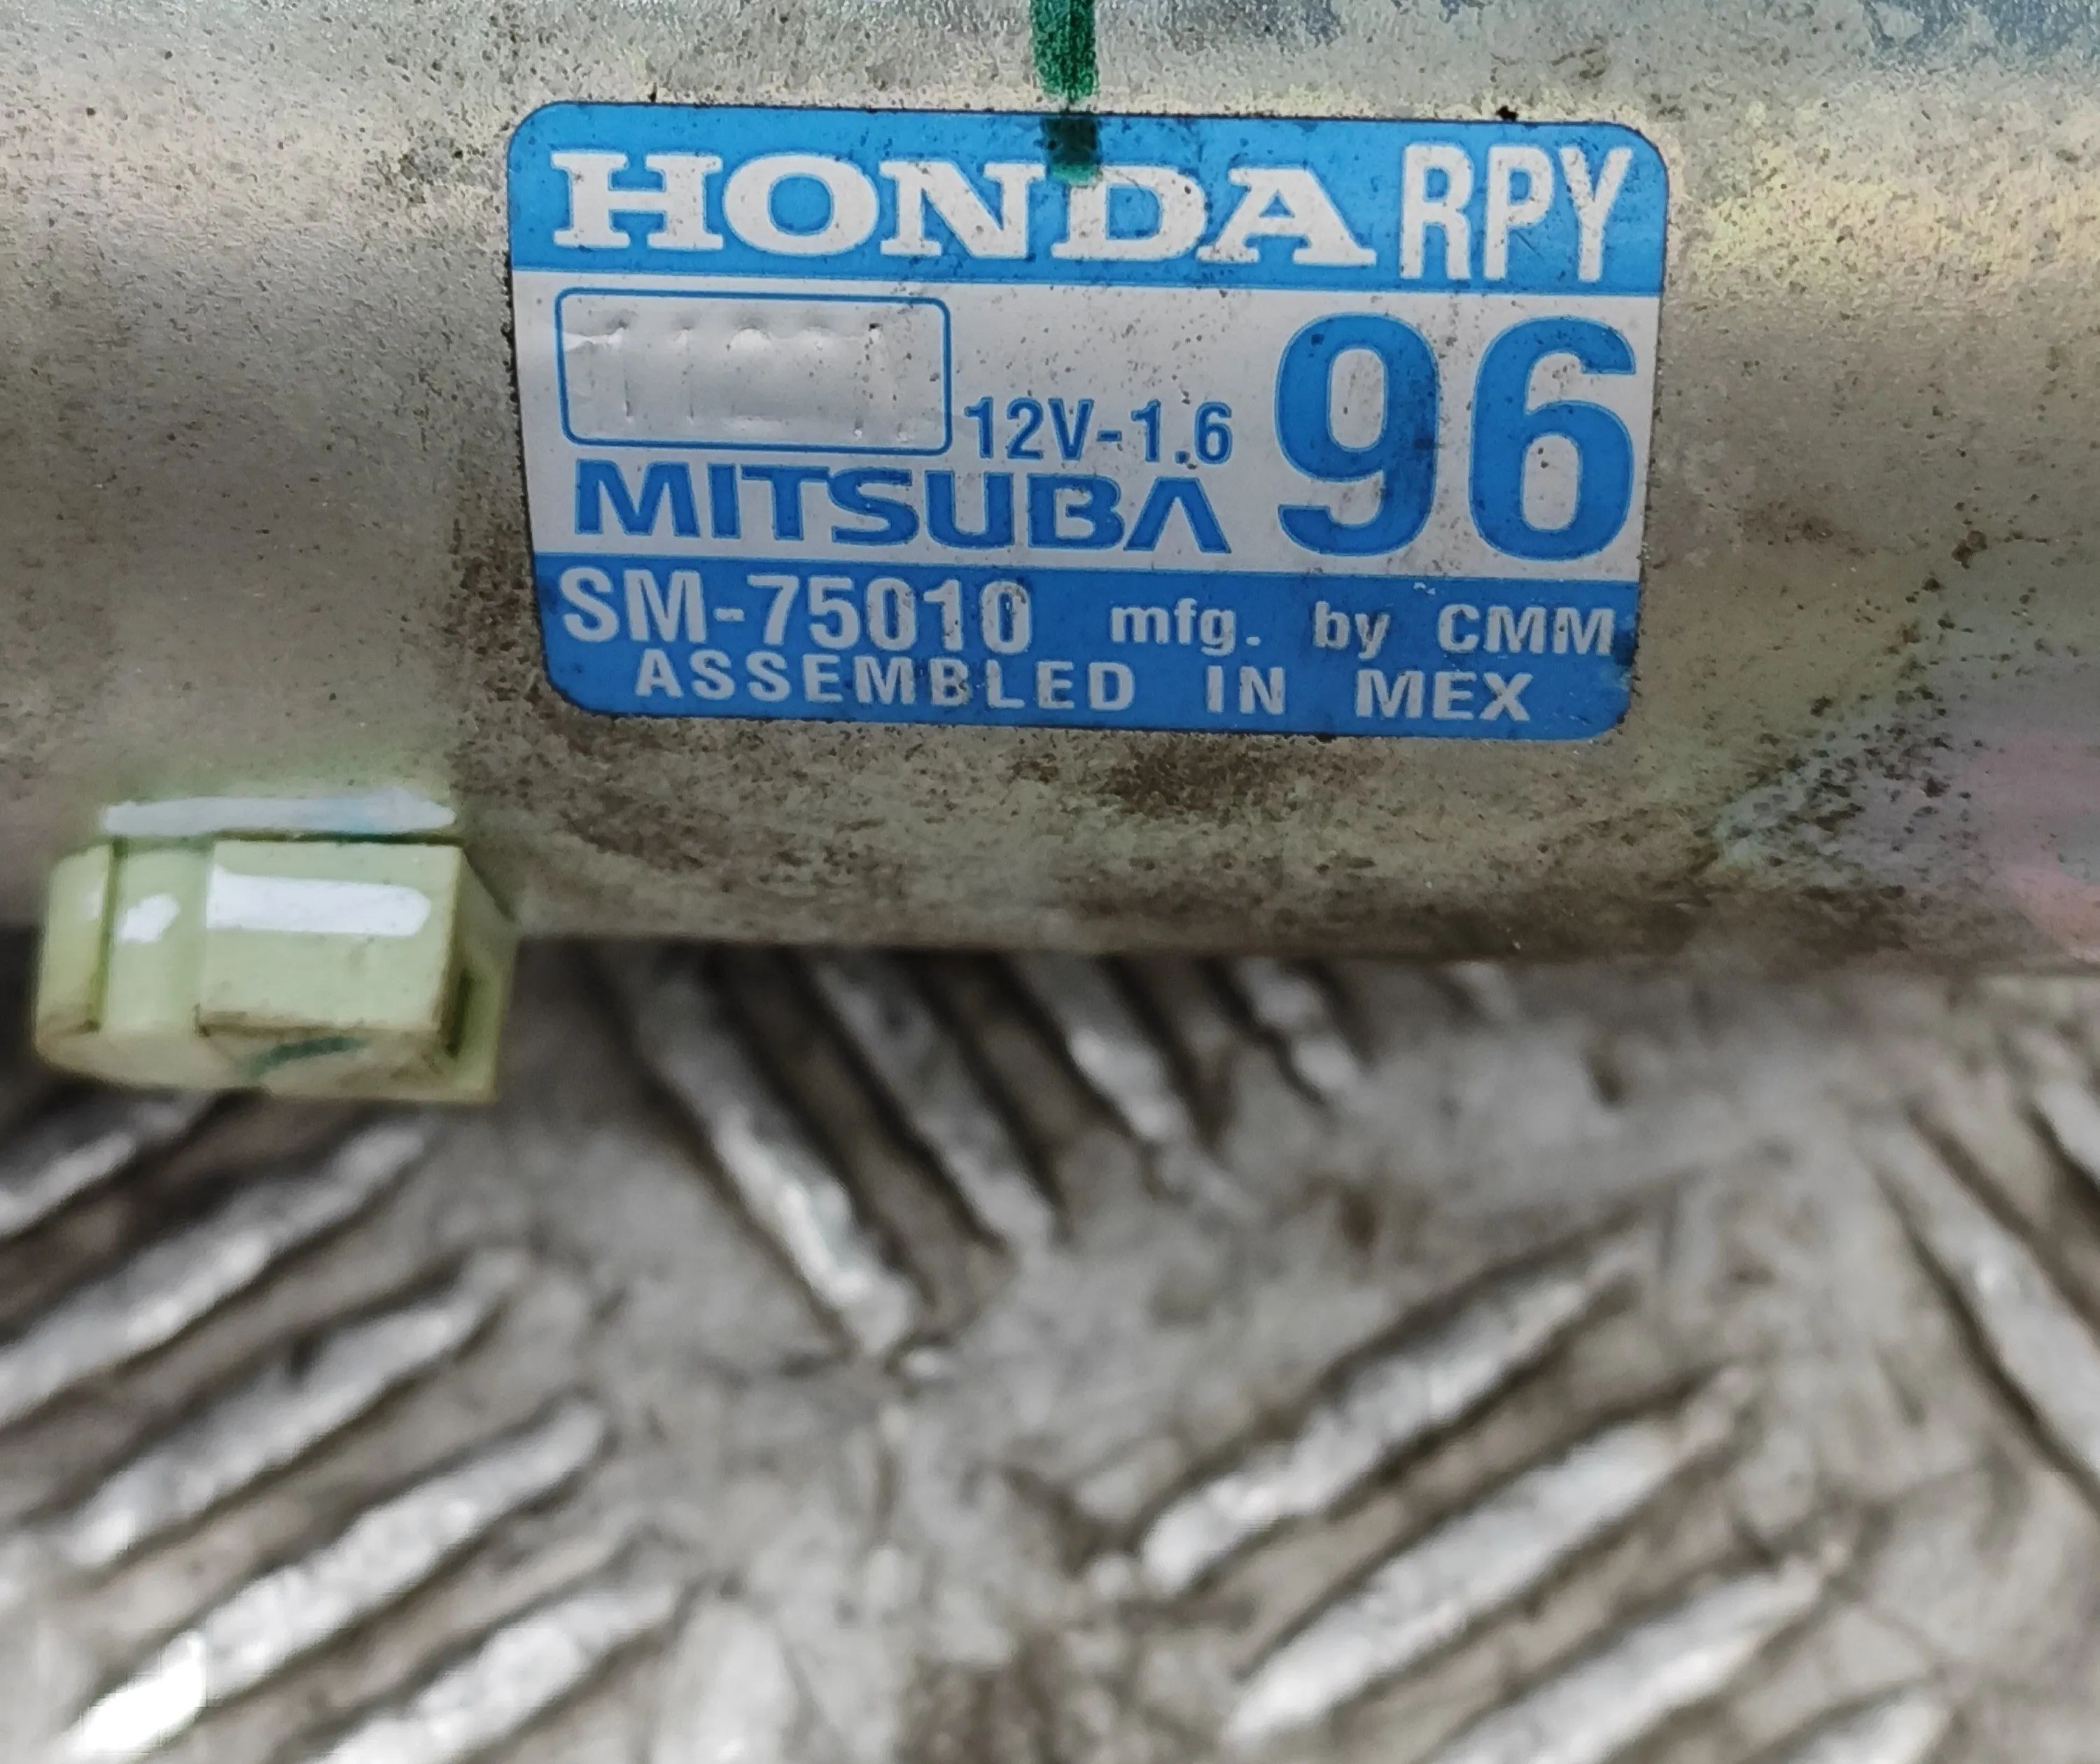 HONDA RPY
12V-1.6 96
MITSUBA
SM-75010 mfg. by CMM
ASSEMBLED IN MEX